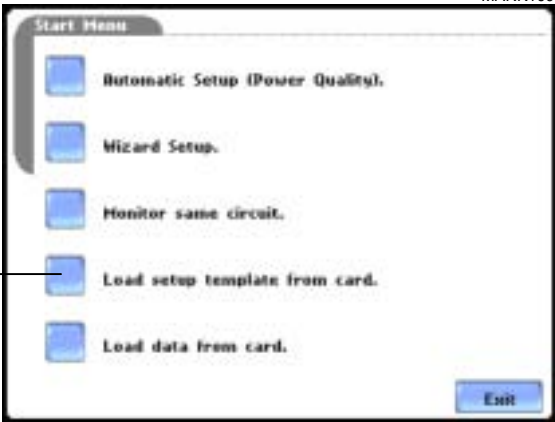 Start Menu
Automatic Setup (Power Quality).
Wizard Setup.
Monitor same circuit.
Load setup template from card.
Load data from card.
Exit